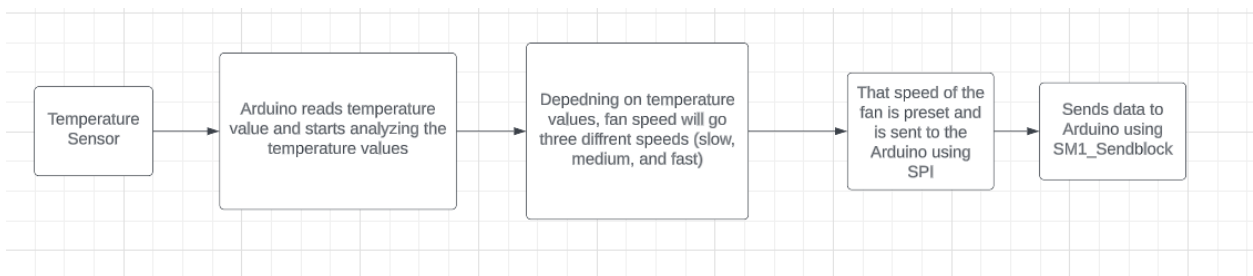 Temperature
Sensor
Arduino reads temperature
value and starts analyzing the
temperature values
Depedning on temperature
values, fan speed will go
three diffrent speeds (slow,
medium, and fast)
That speed of the
fan is preset and
is sent to the
Arduino using
SPI
Sends data to
Arduino using
SM1_Sendblock